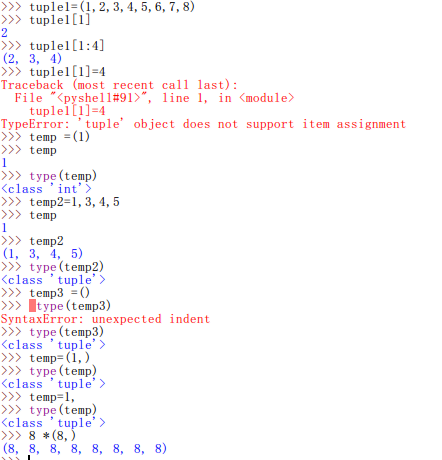 >>> tuple1=(1,2,3,4,5,6,7,8)
>>> tuple1[1]
2
>>> tuple1[1:4]
(2, 3, 4)
>>> tuple1[1]=4
Traceback (most recent call last):
  File "<pyshell#91>", line 1, in <module>
    tuple1[1]=4
TypeError: 'tuple' object does not support item assignment
>>> temp =(1)
>>> temp
1
>>> type(temp)
<class 'int'>
>>> temp2=1,3,4,5
>>> temp
1
>>> temp2
(1, 3, 4, 5)
>>> type(temp2)
<class 'tuple'>
>>> temp3 =()
>>>  type(temp3)
SyntaxError: unexpected indent
>>> type(temp3)
<class 'tuple'>
>>> temp=(1,)
>>> type(temp)
<class 'tuple'>
>>> temp=1,
>>> type(temp)
<class 'tuple'>
>>> 8 *(8,)
(8, 8, 8, 8, 8, 8, 8, 8)
>>>